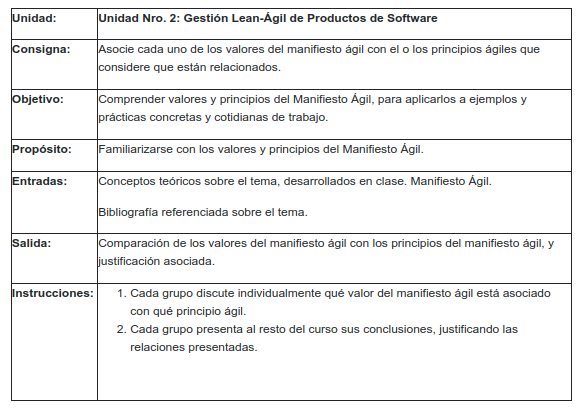 Unidad: Unidad Nro. 2: Gestión Lean-Ágil de Productos de Software
Consigna: Asocie cada uno de los valores del manifiesto ágil con el o los principios ágiles que
considere que están relacionados.
Objetivo: Comprender valores y principios del Manifiesto Ágil, para aplicarlos a ejemplos y
prácticas concretas y cotidianas de trabajo.
Propósito: Familiarizarse con los valores y principios del Manifiesto Ágil.
Entradas: Conceptos teóricos sobre el tema, desarrollados en clase. Manifiesto Ágil.
Bibliografía referenciada sobre el tema.
Salida: Comparación de los valores del manifiesto ágil con los principios del manifiesto ágil, y
justificación asociada.
Instrucciones: 1. Cada grupo discute individualmente qué valor del manifiesto ágil está asociado
con qué principio ágil.
2. Cada grupo presenta al resto del curso sus conclusiones, justificando las
relaciones presentadas.